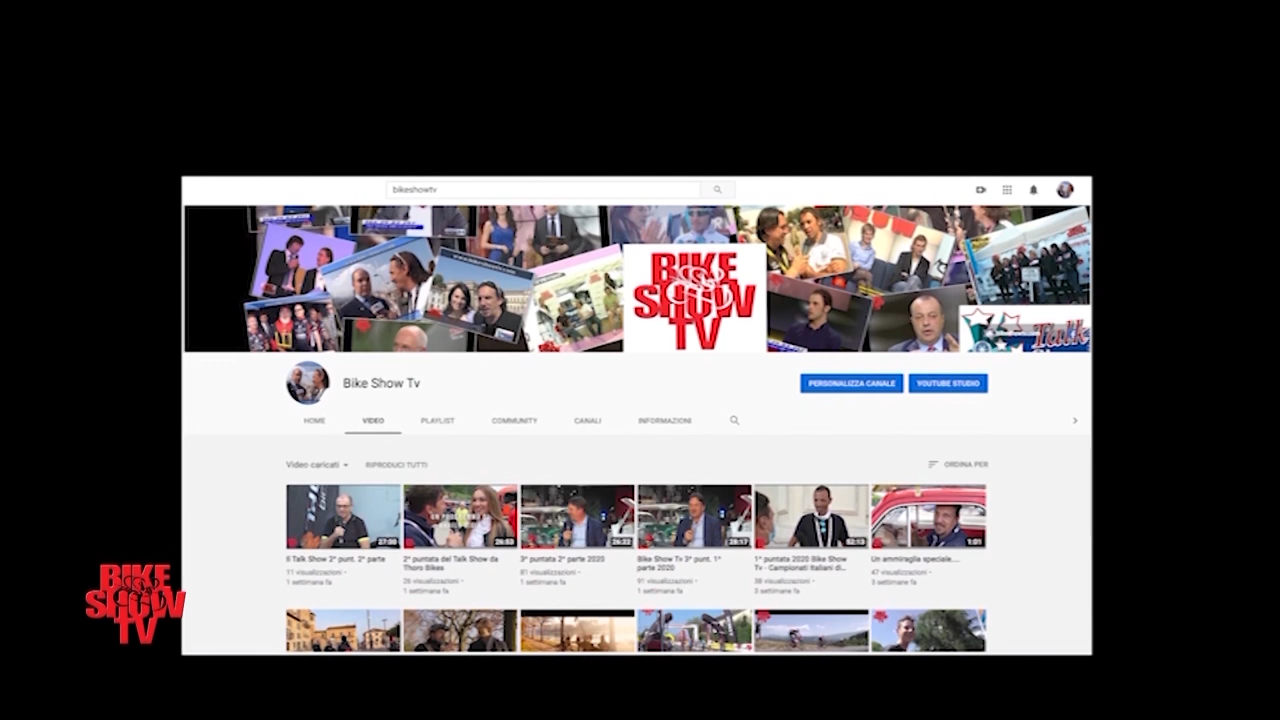 bikeshowtv
BIKE
SHOW
TV
Talk
Bike Show Tv
PERSONALIZZA CANALE
YOUTUBE STUDIO
HOME
VIDEO
PLAYLIST
COMMUNITY
CANALI
INFORMAZIONI
Video caricati
RIPRODUCI TUTTI
ORDINA PER
27:00
26:53
26:22
28:17
52:13
1:01
Il Talk Show 2^ punt. 2^ parte
11 visualizzazioni •
1 settimana fa
2^ puntata del Talk Show da
Thoro Bikes
26 visualizzazioni •
1 settimana fa
3^ puntata 2^ parte 2020
81 visualizzazioni •
1 settimana fa
Bike Show Tv 3^ punt. 1^
parte 2020
91 visualizzazioni •
1 settimana fa
1^ puntata 2020 Bike Show
Tv - Campionati Italiani di...
38 visualizzazioni •
2 settimane fa
Un ammiraglia speciale....
47 visualizzazioni •
3 settimane fa
BIKE
SHOW
TV